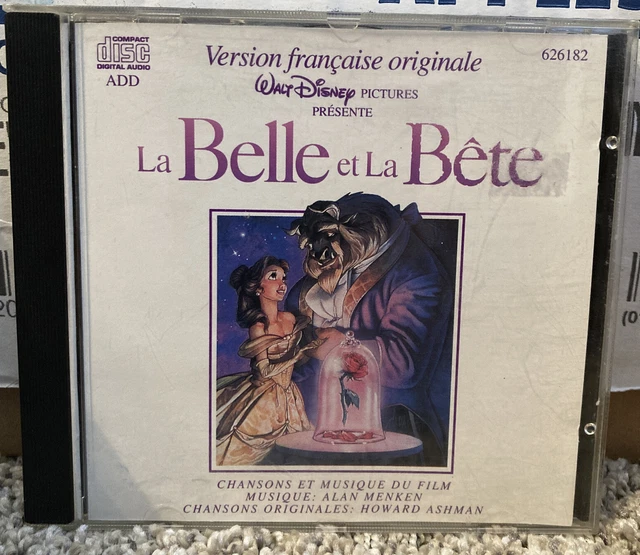 COMPACT
disc
DIGITAL AUDIO
ADD
Version française originale
626182
WALT DISNEY PICTURES
PRÉSENTE
La Belle et La Bête
CHANSONS ET MUSIQUE DU FILM
MUSIQUE: ALAN MENKEN
CHANSONS ORIGINALES: HOWARD ASHMAN